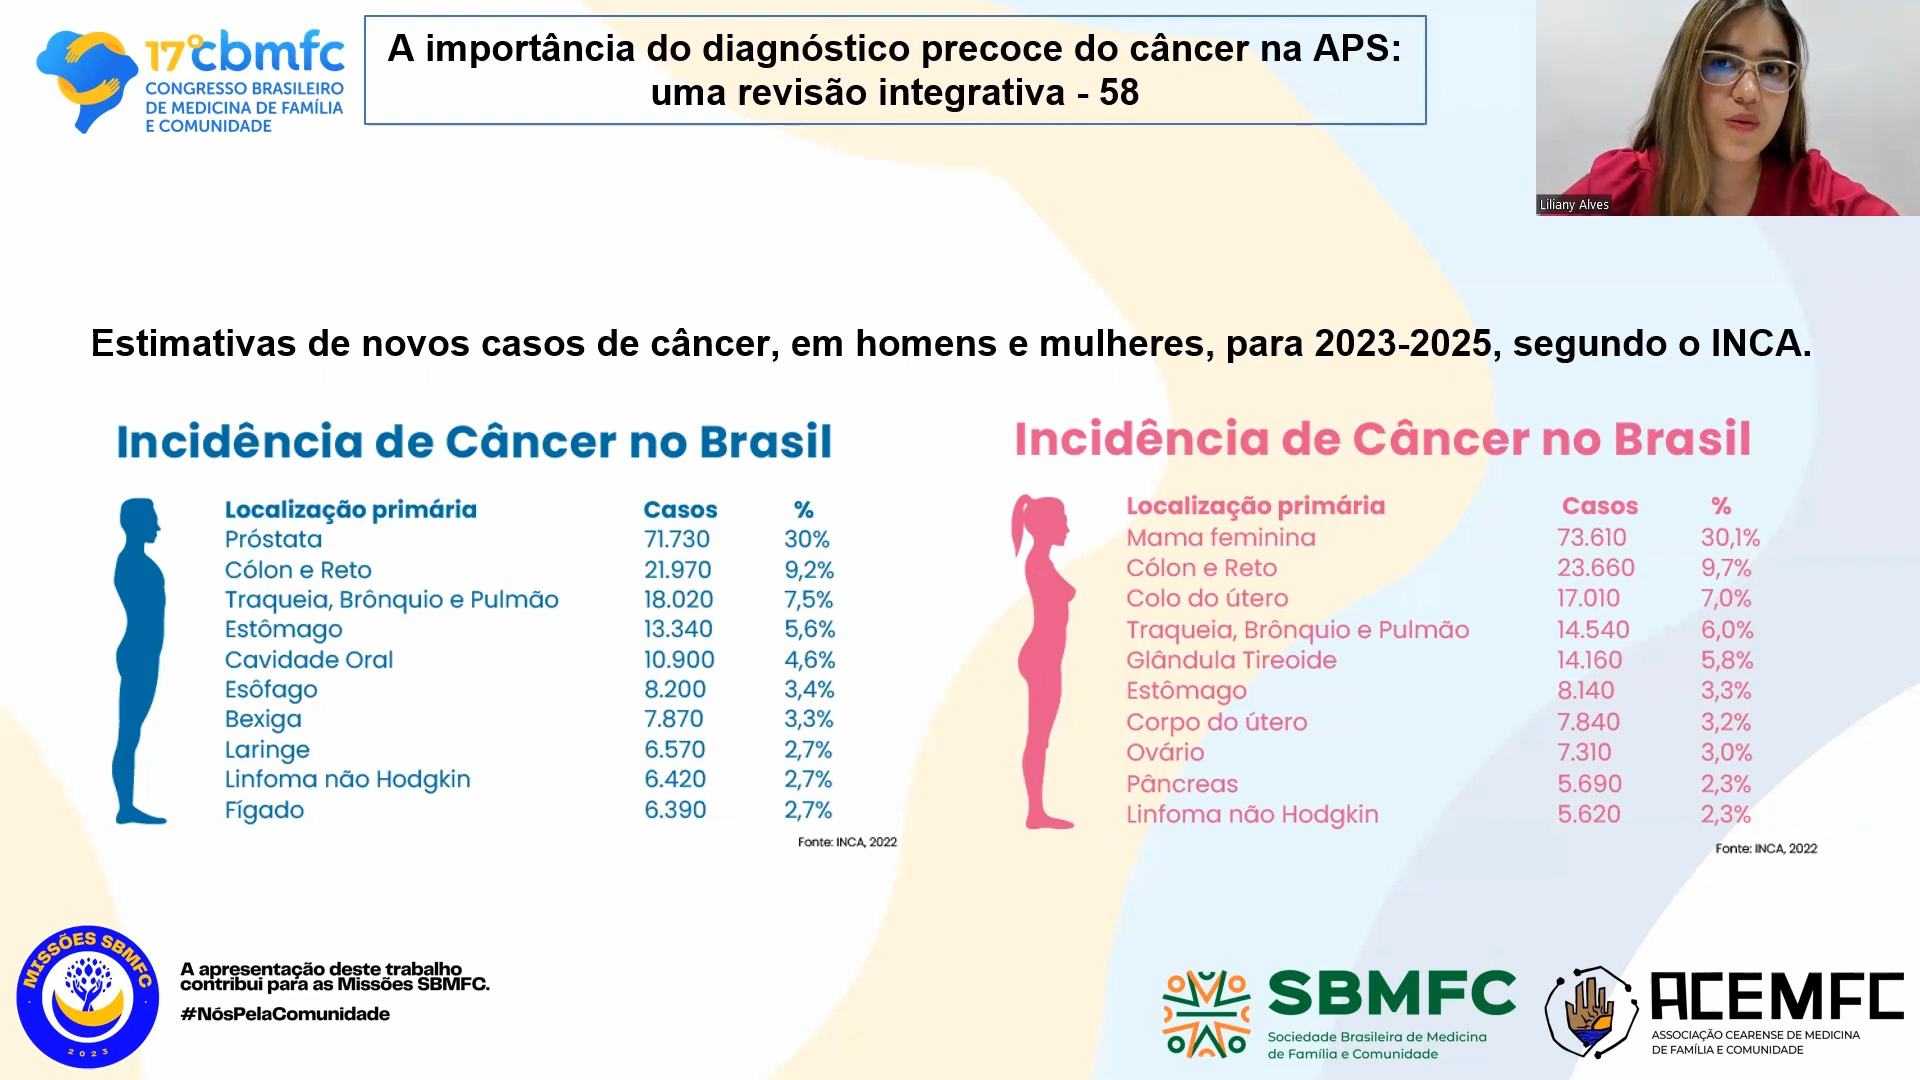 17º cbmfc
CONGRESSO BRASILEIRO
DE MEDICINA DE FAMÍLIA
E COMUNIDADE
A importância do diagnóstico precoce do câncer na APS:
uma revisão integrativa - 58
Liliany Alves
Estimativas de novos casos de câncer, em homens e mulheres, para 2023-2025, segundo o INCA.
Incidência de Câncer no Brasil
Localização primária Casos %
Próstata 71.730 30%
Cólon e Reto 21.970 9,2%
Traqueia, Brônquio e Pulmão 18.020 7,5%
Estômago 13.340 5,6%
Cavidade Oral 10.900 4,6%
Esôfago 8.200 3,4%
Bexiga 7.870 3,3%
Laringe 6.570 2,7%
Linfoma não Hodgkin 6.420 2,7%
Fígado 6.390 2,7%
Fonte: INCA, 2022
Incidência de Câncer no Brasil
Localização primária Casos %
Mama feminina 73.610 30,1%
Cólon e Reto 23.660 9,7%
Colo do útero 17.010 7,0%
Traqueia, Brônquio e Pulmão 14.540 6,0%
Glândula Tireoide 14.160 5,8%
Estômago 8.140 3,3%
Corpo do útero 7.840 3,2%
Ovário 7.310 3,0%
Pâncreas 5.690 2,3%
Linfoma não Hodgkin 5.620 2,3%
Fonte: INCA, 2022
MISSÕES SBMFC
2023
A apresentação deste trabalho
contribui para as Missões SBMFC.
#NósPelaComunidade
SBMFC
Sociedade Brasileira de Medicina
de Família e Comunidade
ACEMFC
ASSOCIAÇÃO CEARENSE DE MEDICINA
DE FAMÍLIA E COMUNIDADE